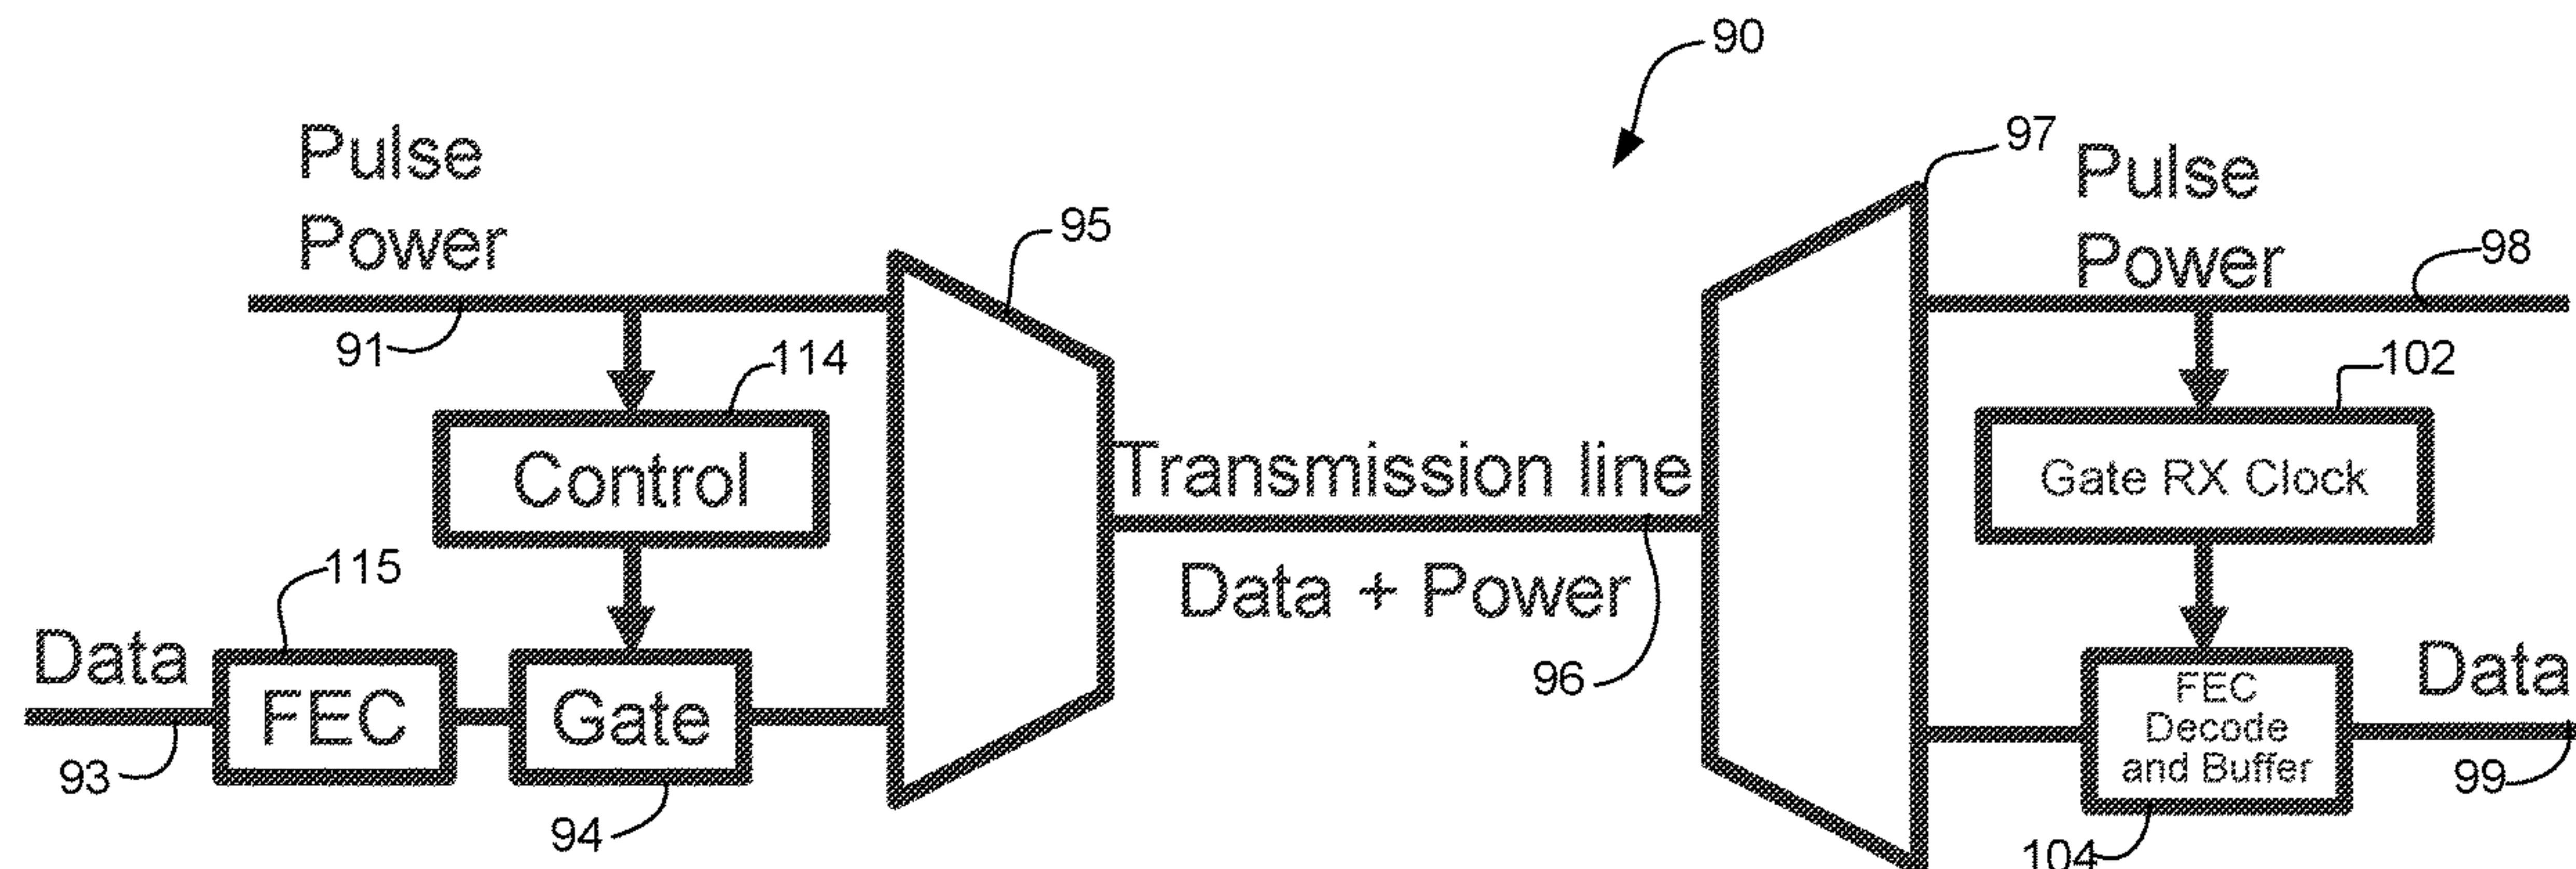 90
97
Pulse
Power
95
Pulse
Power
98
91
114
102
Control
Transmission line
Gate RX Clock
115
Data + Power
Data
FEC
Gate
96
FEC
Decode
and Buffer
Data
93
94
99
104